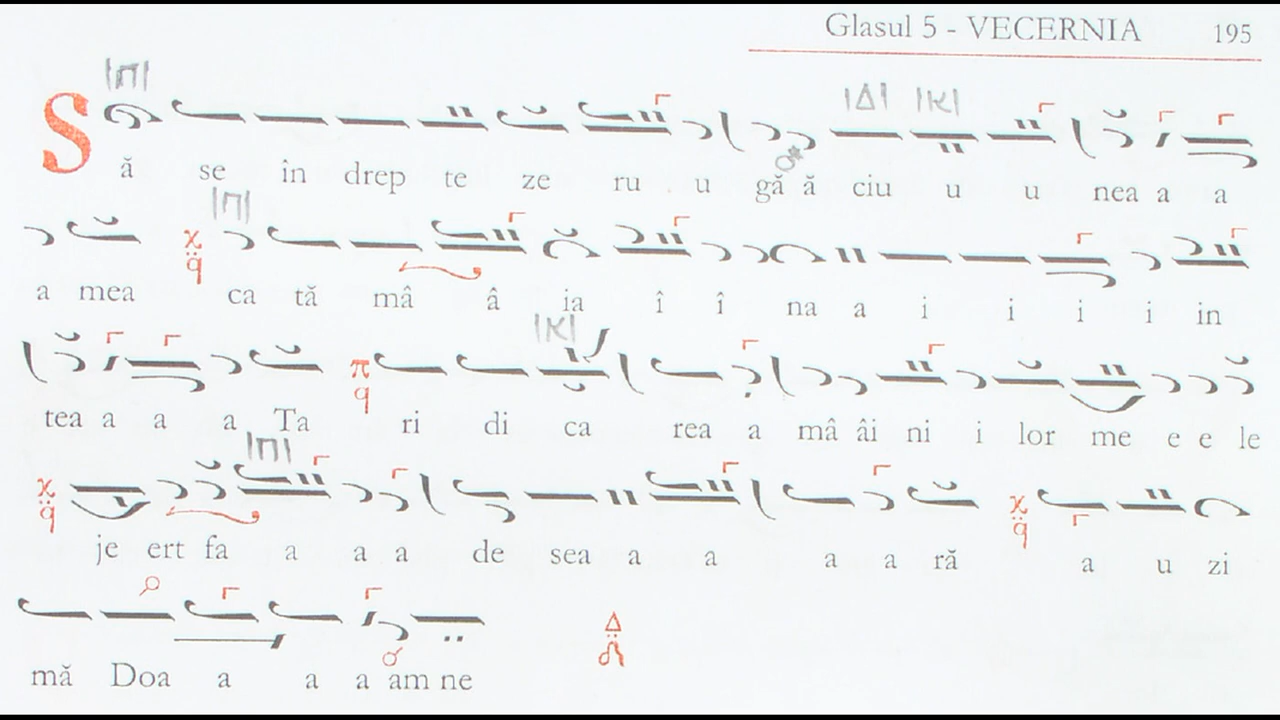 Glasul 5 - VECERNIA 195
S ă se în drep te ze ru u gă ă ciu u u nea a a
a mea ca tă mâ â ia î î na a i i i i in
tea a a a Ta ri di ca rea a mâ âi ni i lor me e e le
je ert fa a a a de sea a a a a ră a u zi
mă Doa a a a am ne